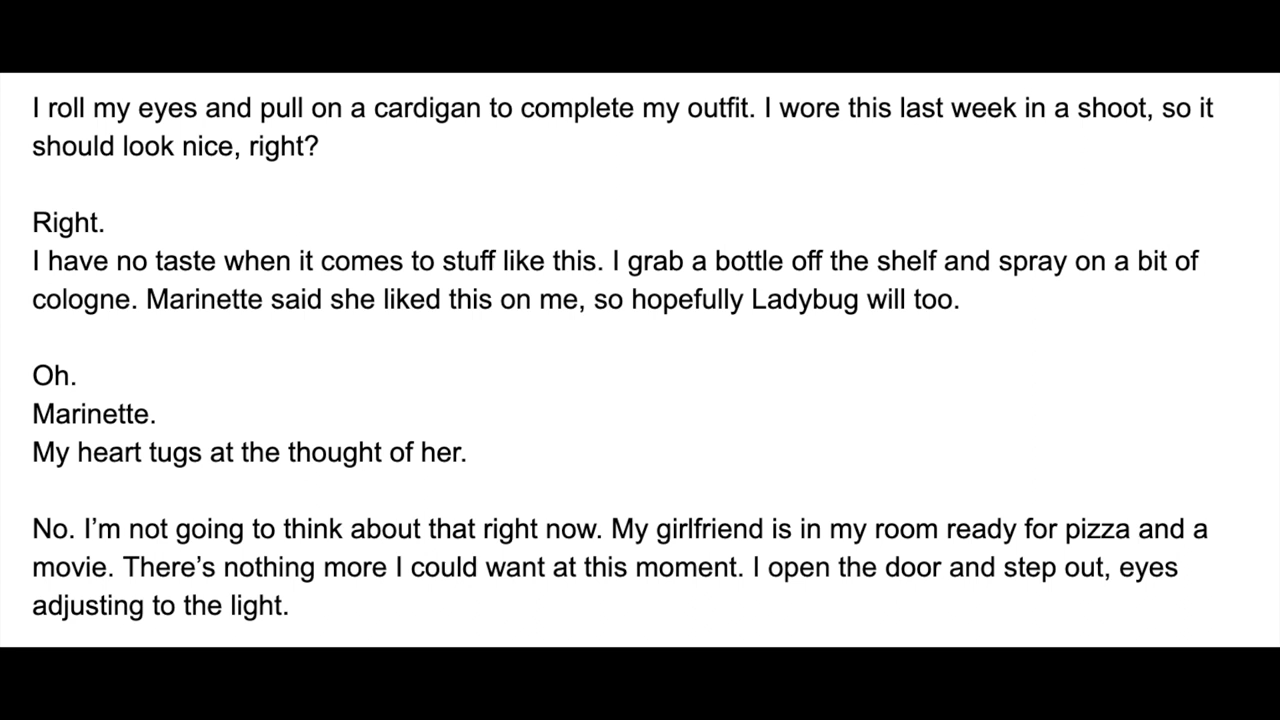 I roll my eyes and pull on a cardigan to complete my outfit. I wore this last week in a shoot, so it
should look nice, right?
Right.
I have no taste when it comes to stuff like this. I grab a bottle off the shelf and spray on a bit of
cologne. Marinette said she liked this on me, so hopefully Ladybug will too.
Oh.
Marinette.
My heart tugs at the thought of her.
No. I’m not going to think about that right now. My girlfriend is in my room ready for pizza and a
movie. There’s nothing more I could want at this moment. I open the door and step out, eyes
adjusting to the light.